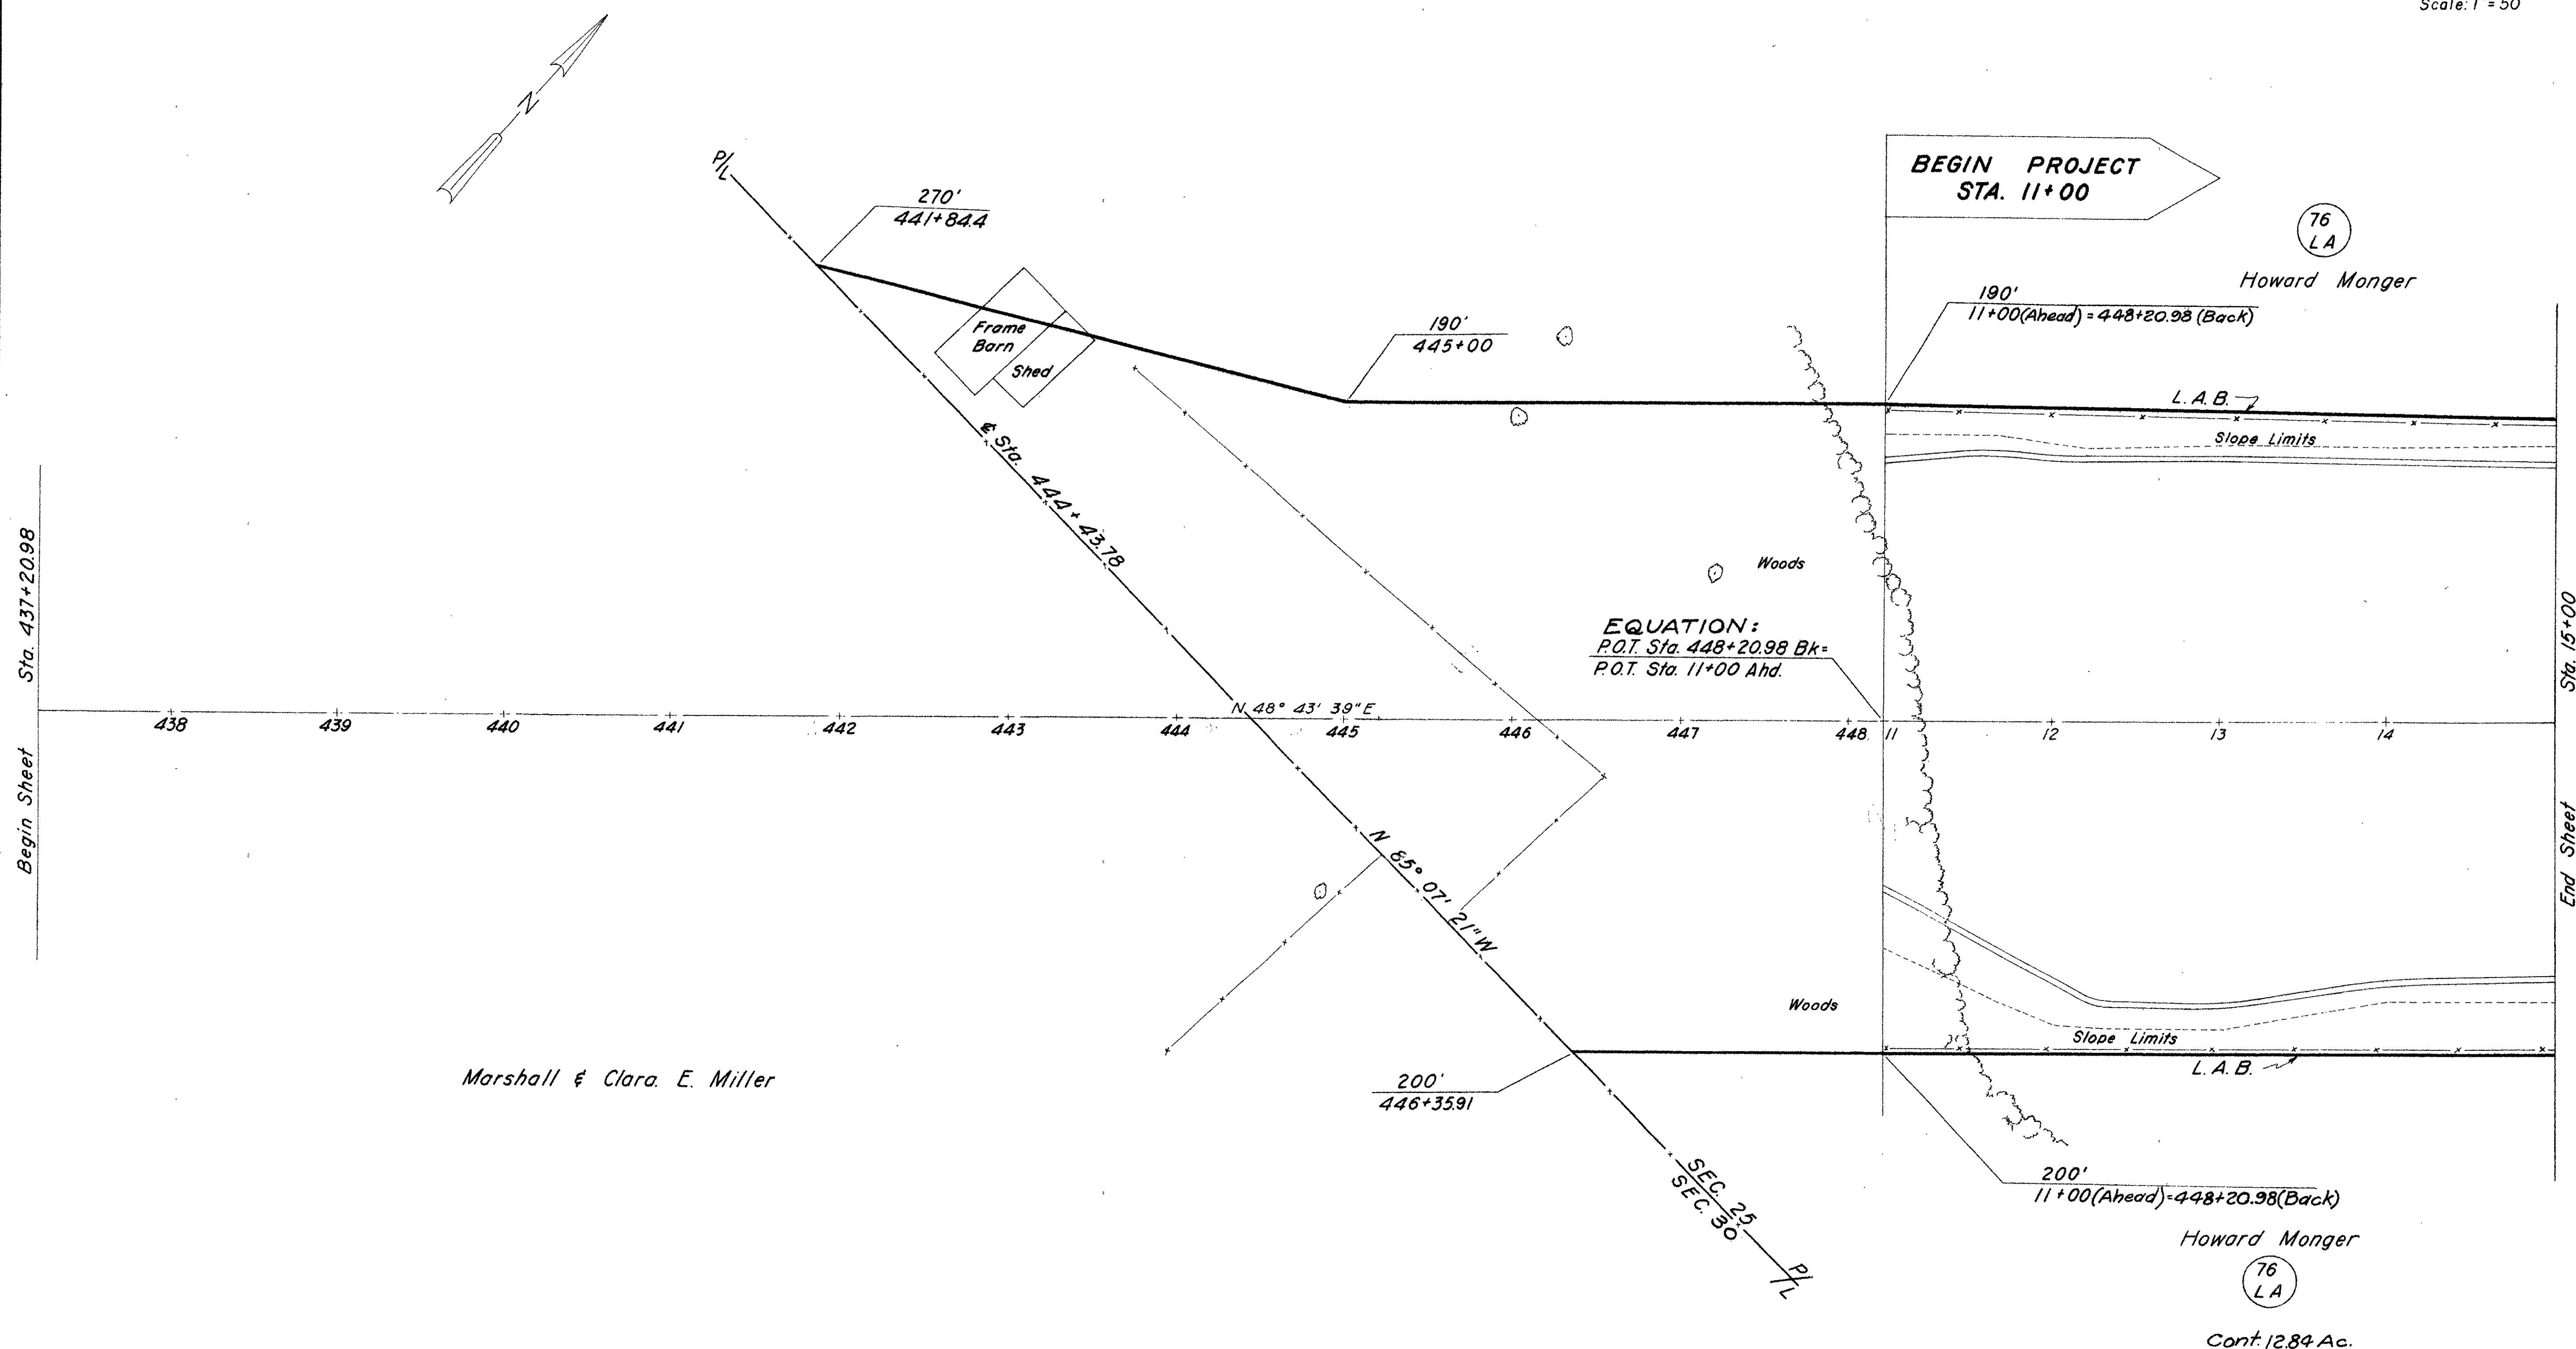 Scale: 1" = 50'
N
P/L
270'
441+84.4
BEGIN PROJECT
STA. 11+00
76
LA
Howard Monger
190'
11+00(Ahead) = 448+20.98 (Back)
190'
445+00
Frame
Barn
Shed
L.A.B.
Slope Limits
℄ Sta. 444+43.78
Woods
EQUATION:
P.O.T. Sta. 448+20.98 Bk=
P.O.T. Sta. 11+00 Ahd.
Begin Sheet Sta. 437+20.98
End Sheet Sta. 15+00
N 48° 43' 39" E
438 439 440 441 442 443 444 445 446 447 448 11 12 13 14
N 85° 07' 21" W
Woods
Slope Limits
L.A.B.
Marshall & Clara. E. Miller
200'
446+35.91
SEC. 25
SEC. 30
P/L
200'
11+00(Ahead)=448+20.98(Back)
Howard Monger
76
LA
Cont. 12.84 Ac.